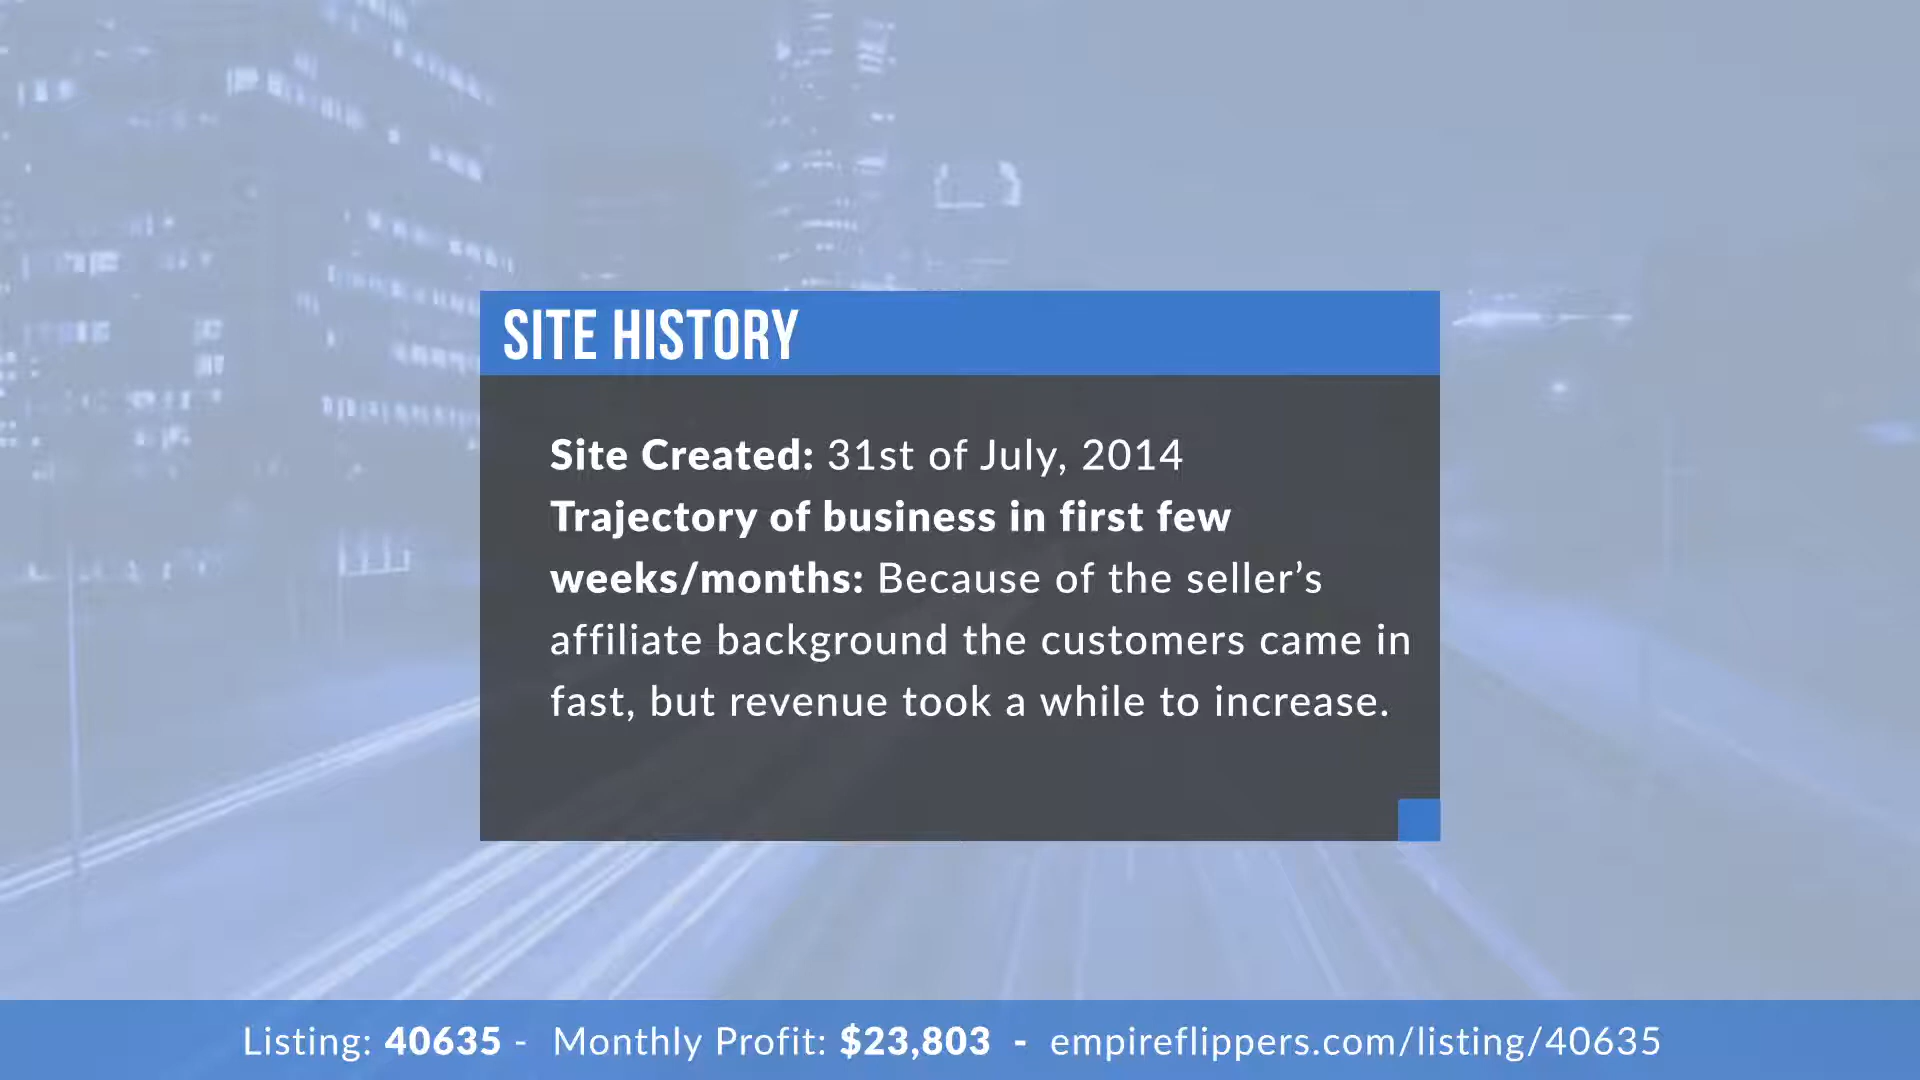 SITE HISTORY
Site Created: 31st of July, 2014
Trajectory of business in first few
weeks/months: Because of the seller’s
affiliate background the customers came in
fast, but revenue took a while to increase.
Listing: 40635 - Monthly Profit: $23,803 - empireflippers.com/listing/40635